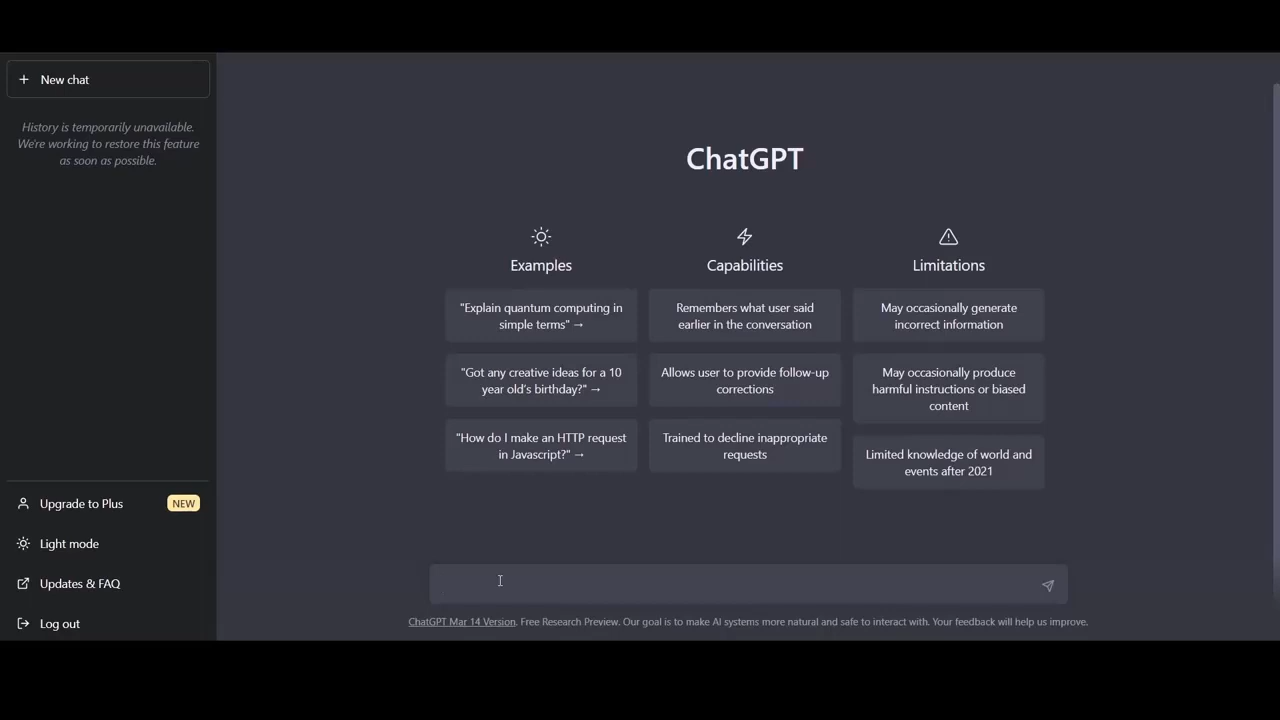 New chat
History is temporarily unavailable.
We're working to restore this feature
as soon as possible.
Upgrade to Plus
NEW
Light mode
Updates & FAQ
Log out
ChatGPT
Examples
"Explain quantum computing in
simple terms" →
"Got any creative ideas for a 10
year old's birthday?" →
"How do I make an HTTP request
in Javascript?" →
Capabilities
Remembers what user said
earlier in the conversation
Allows user to provide follow-up
corrections
Trained to decline inappropriate
requests
Limitations
May occasionally generate
incorrect information
May occasionally produce
harmful instructions or biased
content
Limited knowledge of world and
events after 2021
ChatGPT Mar 14 Version. Free Research Preview. Our goal is to make AI systems more natural and safe to interact with. Your feedback will help us improve.